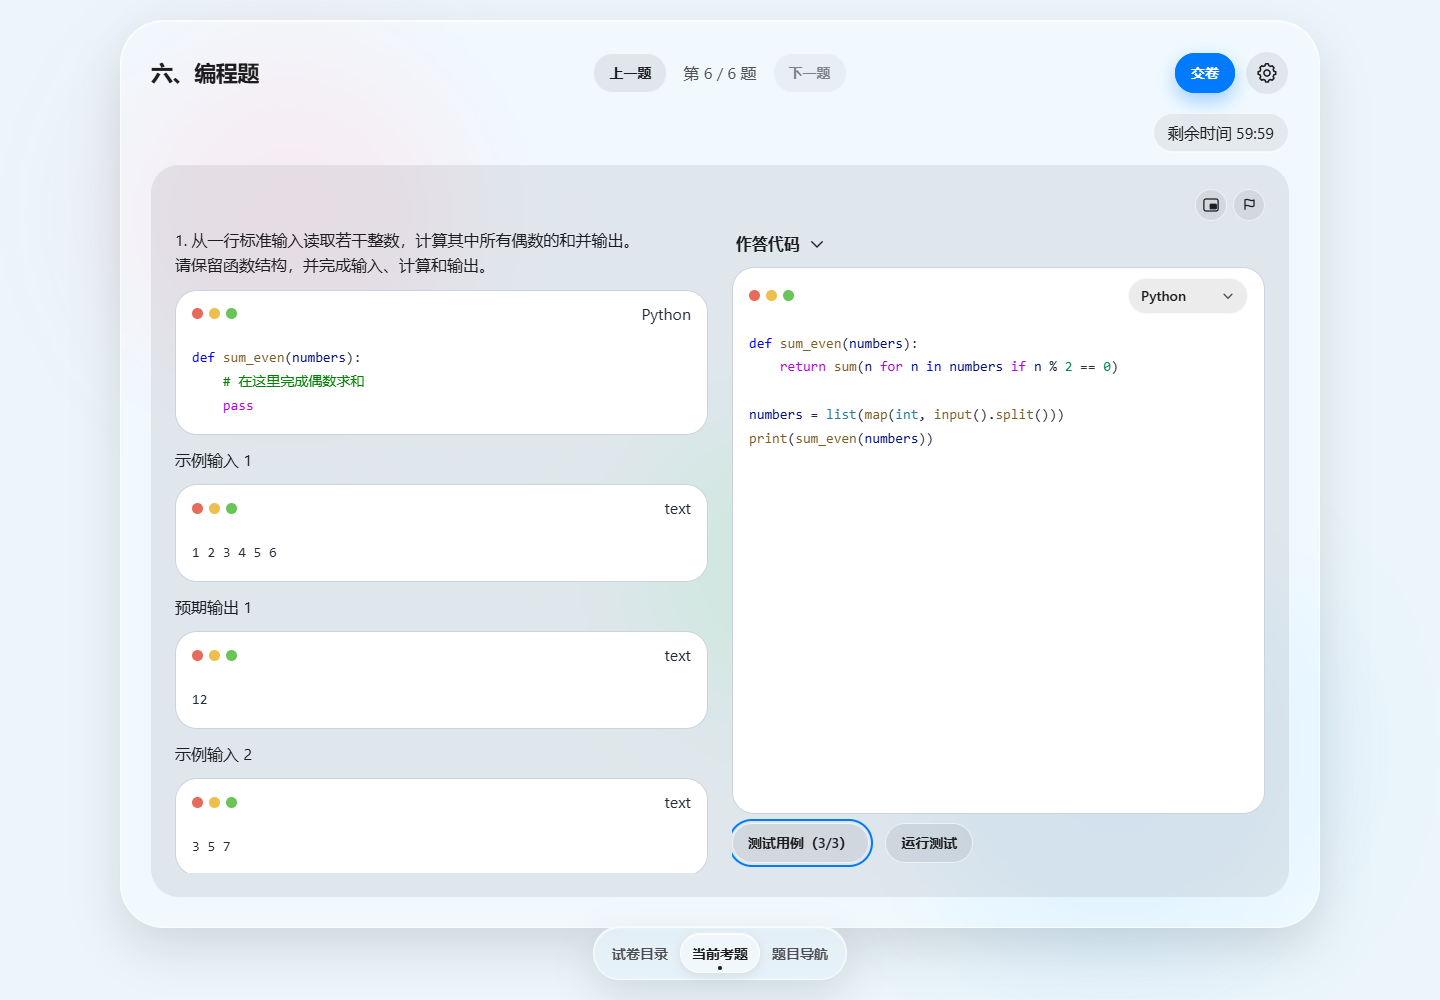 六、编程题
上一题
第 6 / 6 题
下一题
交卷
剩余时间 59:59
1. 从一行标准输入读取若干整数，计算其中所有偶数的和并输出。
请保留函数结构，并完成输入、计算和输出。
Python
def sum_even(numbers):
    # 在这里完成偶数求和
    pass
示例输入 1
text
1 2 3 4 5 6
预期输出 1
text
12
示例输入 2
text
3 5 7
作答代码
Python
def sum_even(numbers):
    return sum(n for n in numbers if n % 2 == 0)

numbers = list(map(int, input().split()))
print(sum_even(numbers))
测试用例（3/3）
运行测试
试卷目录
当前考题
题目导航